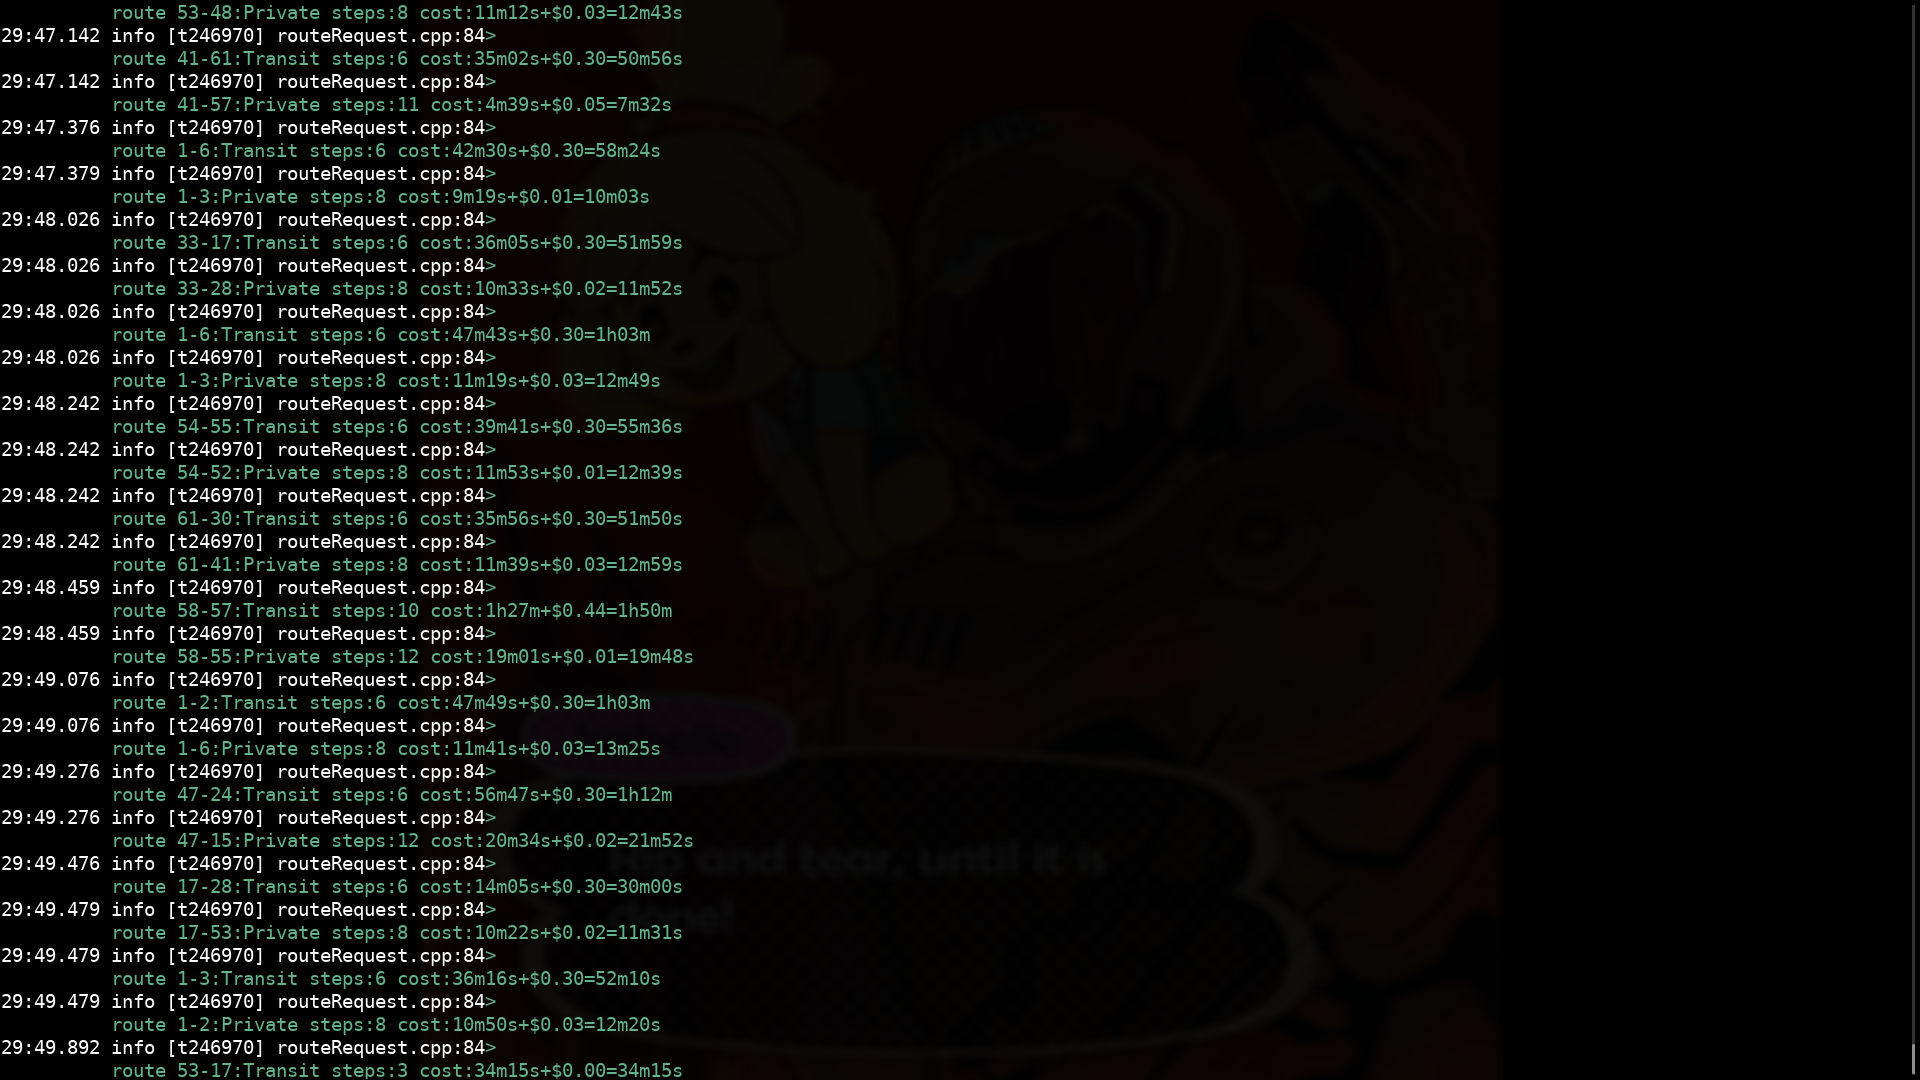 route 53-48:Private steps:8 cost:11m12s+$0.03=12m43s
29:47.142 info [t246970] routeRequest.cpp:84>
route 41-61:Transit steps:6 cost:35m02s+$0.30=50m56s
29:47.142 info [t246970] routeRequest.cpp:84>
route 41-57:Private steps:11 cost:4m39s+$0.05=7m32s
29:47.376 info [t246970] routeRequest.cpp:84>
route 1-6:Transit steps:6 cost:42m30s+$0.30=58m24s
29:47.379 info [t246970] routeRequest.cpp:84>
route 1-3:Private steps:8 cost:9m19s+$0.01=10m03s
29:48.026 info [t246970] routeRequest.cpp:84>
route 33-17:Transit steps:6 cost:36m05s+$0.30=51m59s
29:48.026 info [t246970] routeRequest.cpp:84>
route 33-28:Private steps:8 cost:10m33s+$0.02=11m52s
29:48.026 info [t246970] routeRequest.cpp:84>
route 1-6:Transit steps:6 cost:47m43s+$0.30=1h03m
29:48.026 info [t246970] routeRequest.cpp:84>
route 1-3:Private steps:8 cost:11m19s+$0.03=12m49s
29:48.242 info [t246970] routeRequest.cpp:84>
route 54-55:Transit steps:6 cost:39m41s+$0.30=55m36s
29:48.242 info [t246970] routeRequest.cpp:84>
route 54-52:Private steps:8 cost:11m53s+$0.01=12m39s
29:48.242 info [t246970] routeRequest.cpp:84>
route 61-30:Transit steps:6 cost:35m56s+$0.30=51m50s
29:48.242 info [t246970] routeRequest.cpp:84>
route 61-41:Private steps:8 cost:11m39s+$0.03=12m59s
29:48.459 info [t246970] routeRequest.cpp:84>
route 58-57:Transit steps:10 cost:1h27m+$0.44=1h50m
29:48.459 info [t246970] routeRequest.cpp:84>
route 58-55:Private steps:12 cost:19m01s+$0.01=19m48s
29:49.076 info [t246970] routeRequest.cpp:84>
route 1-2:Transit steps:6 cost:47m49s+$0.30=1h03m
29:49.076 info [t246970] routeRequest.cpp:84>
route 1-6:Private steps:8 cost:11m41s+$0.03=13m25s
29:49.276 info [t246970] routeRequest.cpp:84>
route 47-24:Transit steps:6 cost:56m47s+$0.30=1h12m
29:49.276 info [t246970] routeRequest.cpp:84>
route 47-15:Private steps:12 cost:20m34s+$0.02=21m52s
29:49.476 info [t246970] routeRequest.cpp:84>
route 17-28:Transit steps:6 cost:14m05s+$0.30=30m00s
29:49.479 info [t246970] routeRequest.cpp:84>
route 17-53:Private steps:8 cost:10m22s+$0.02=11m31s
29:49.479 info [t246970] routeRequest.cpp:84>
route 1-3:Transit steps:6 cost:36m16s+$0.30=52m10s
29:49.479 info [t246970] routeRequest.cpp:84>
route 1-2:Private steps:8 cost:10m50s+$0.03=12m20s
29:49.892 info [t246970] routeRequest.cpp:84>
route 53-17:Transit steps:3 cost:34m15s+$0.00=34m15s
Rip and tear, until it is
done!